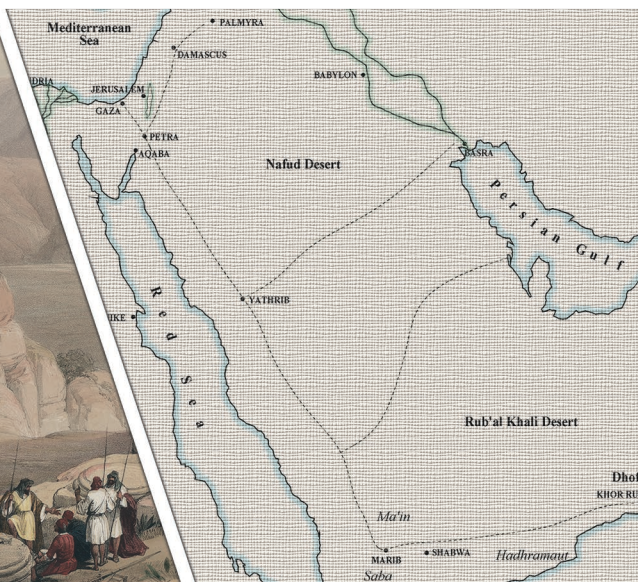 Mediterranean
Sea
PALMYRA
DAMASCUS
BABYLON
JERUSALEM
GAZA
PETRA
AQABA
BASRA
Nafud Desert
Persian Gulf
YATHRIB
Red Sea
Rub'al Khali Desert
Ma'in
MARIB
SHABWA
Hadhramaut
Saba